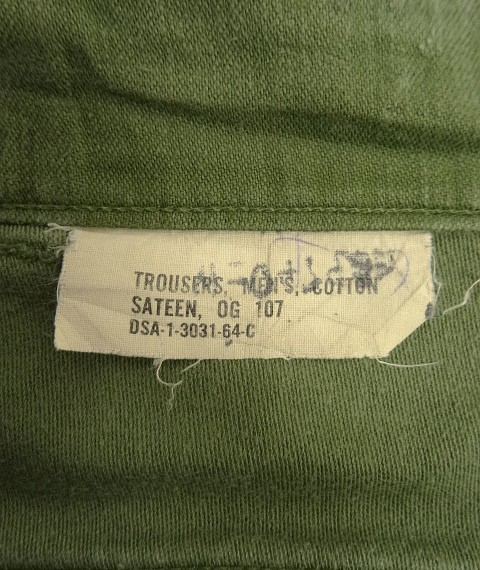 TROUSERS, MEN'S, COTTON
SATEEN, OG 107
DSA-1-3031-64-C